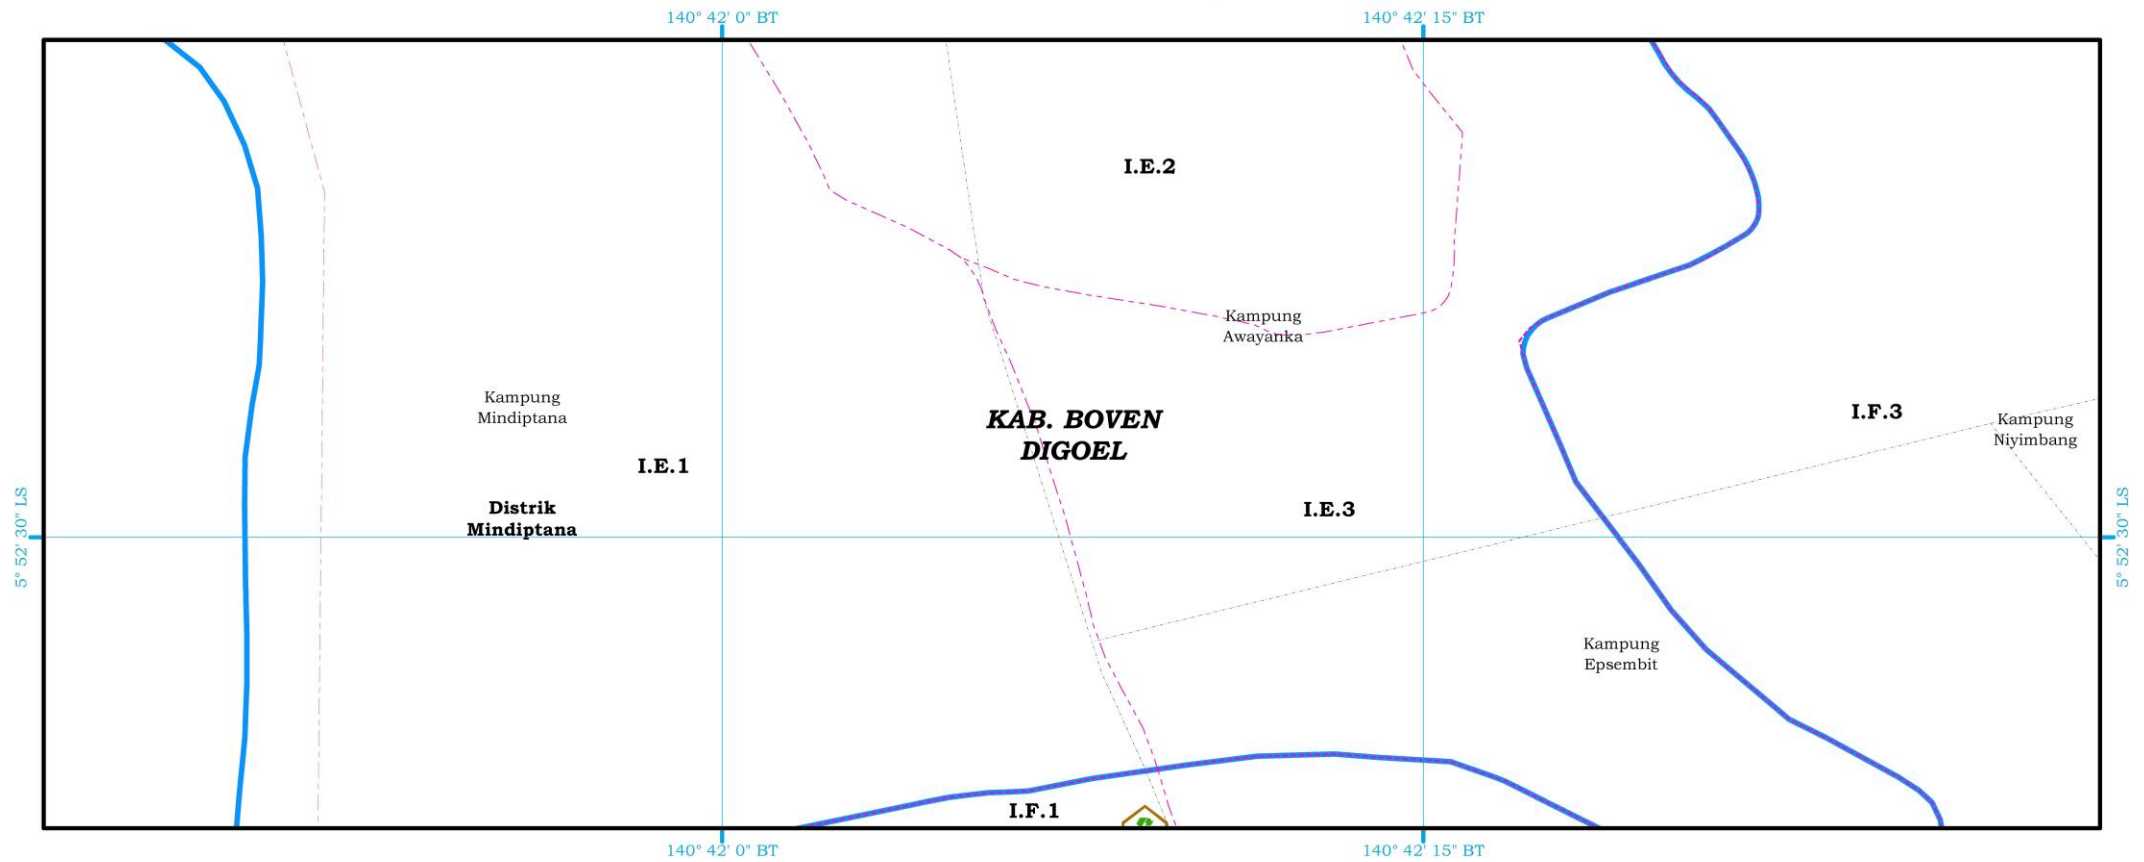 140° 42' 0" BT
140° 42' 15" BT
I.E.2
Kampung
Awayanka
Kampung
Mindiptana
KAB. BOVEN
DIGOEL
I.F.3
Kampung
Niyimbang
I.E.1
Distrik
Mindiptana
I.E.3
5° 52' 30" LS
5° 52' 30" LS
Kampung
Epsembit
I.F.1
140° 42' 0" BT
140° 42' 15" BT